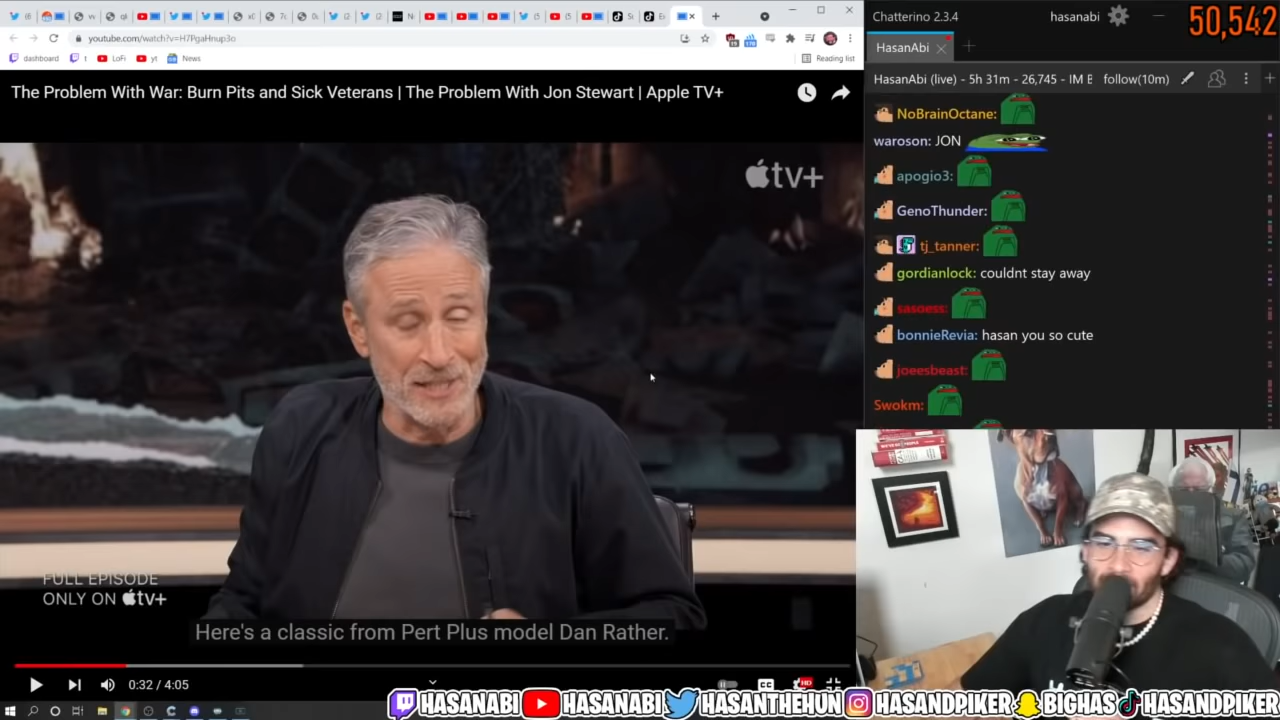 youtube.com/watch?v=H7PgaHnup3o
dashboard
t
LoFi
yt
News
Reading list
The Problem With War: Burn Pits and Sick Veterans | The Problem With Jon Stewart | Apple TV+
tv+
FULL EPISODE
ONLY ON tv+
Here's a classic from Pert Plus model Dan Rather.
0:32 / 4:05
HD
Chatterino 2.3.4
hasanabi
50,542
HasanAbi
HasanAbi (live) - 5h 31m - 26,745 - IM B
follow(10m)
NoBrainOctane:
waroson: JON
apogio3:
GenoThunder:
tj_tanner:
gordianlock: couldnt stay away
sasoess:
bonnieRevia: hasan you so cute
joeesbeast:
Swokm:
HASANABI
HASANABI
HASANTHEHUN
HASANDPIKER
BIGHAS
HASANDPIKER